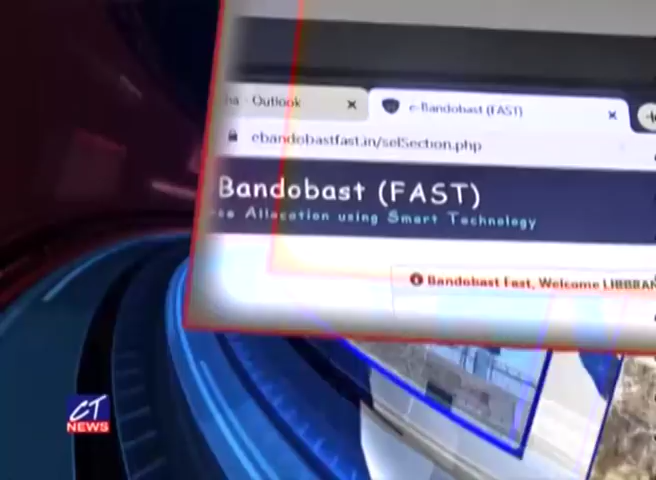 Outlook
e-Bandobast (FAST)
ebandobastfast.in/selSection.php
Bandobast (FAST)
Allocation using Smart Technology
Bandobast Fast, Welcome
CT
NEWS